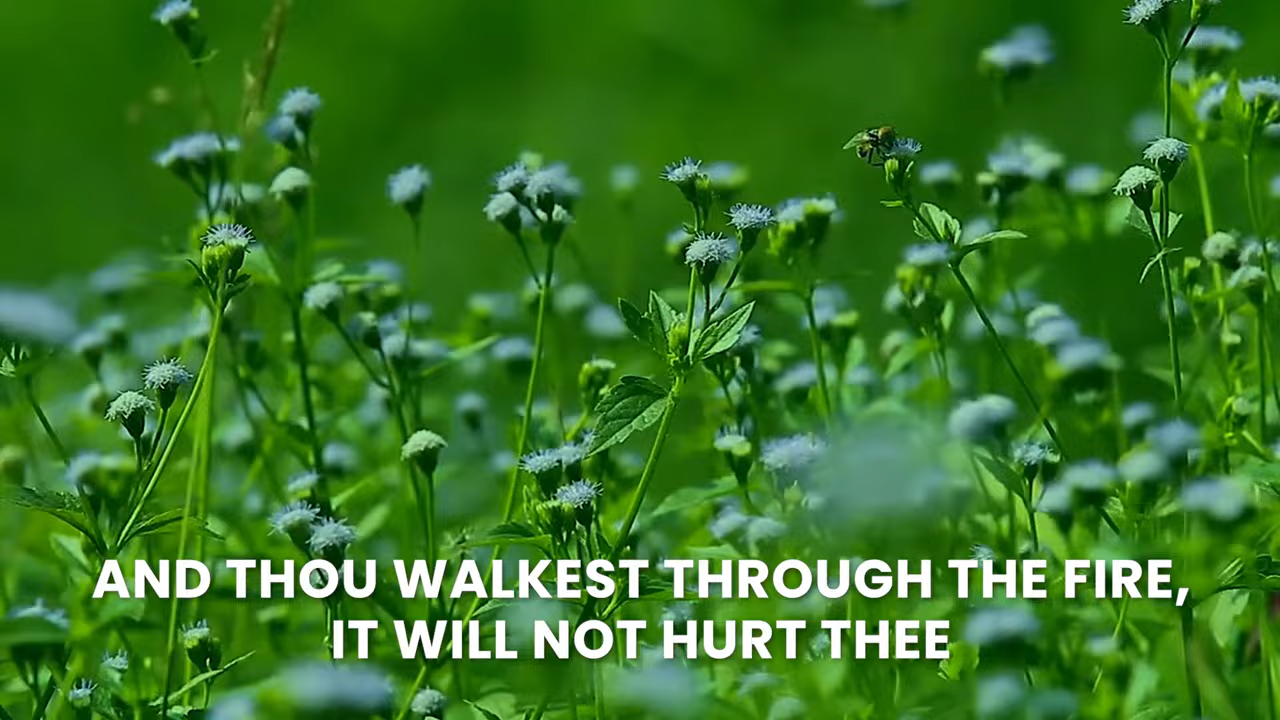 AND THOU WALKEST THROUGH THE FIRE,
IT WILL NOT HURT THEE